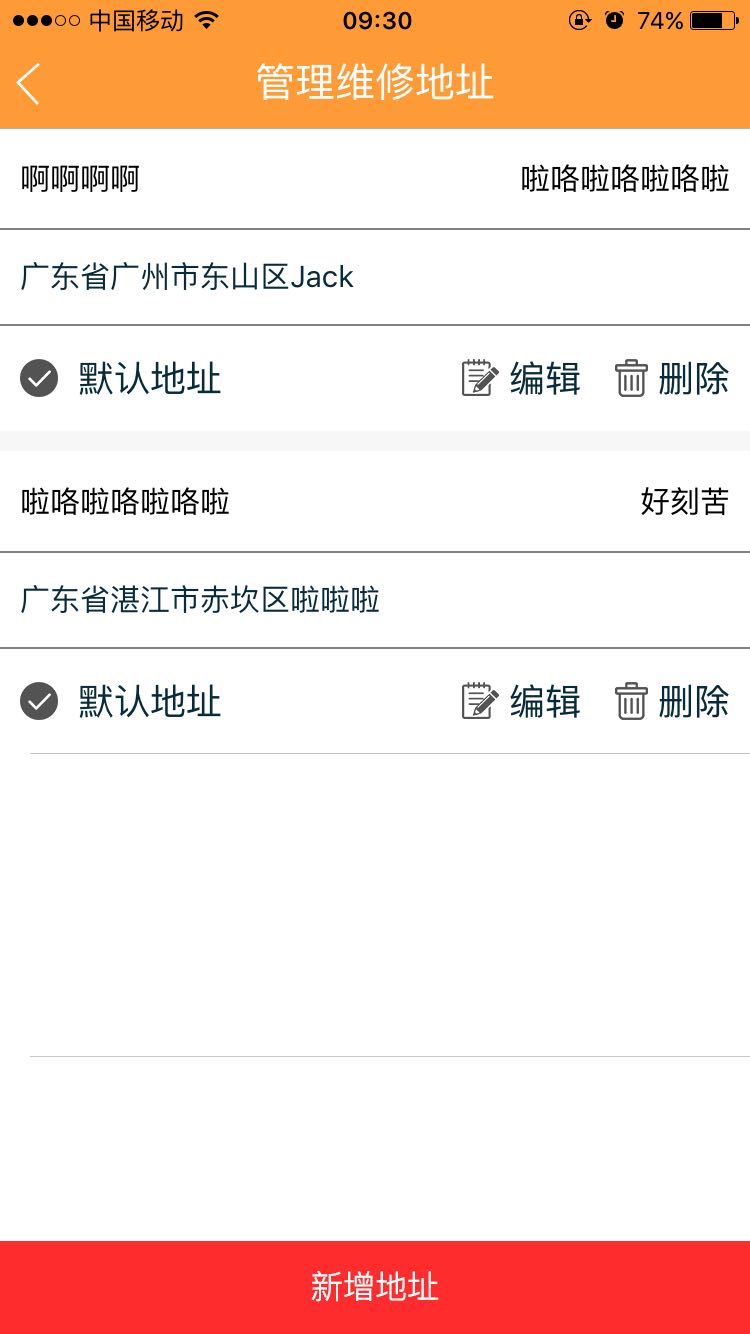 中国移动 09:30 74%
管理维修地址
啊啊啊啊 啦咯啦咯啦咯啦
广东省广州市东山区Jack
默认地址 编辑 删除
啦咯啦咯啦咯啦 好刻苦
广东省湛江市赤坎区啦啦啦
默认地址 编辑 删除
新增地址